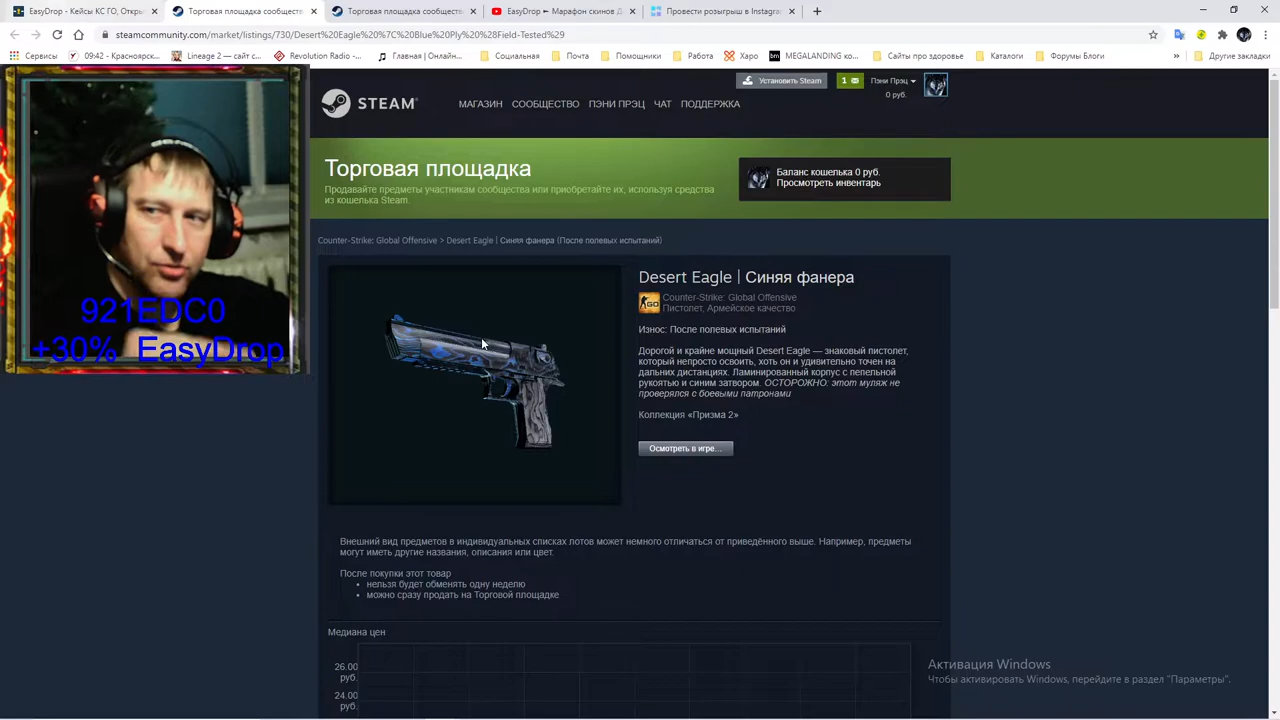 EasyDrop - Кейсы КС ГО, Откры
Торговая площадка сообществ
Торговая площадка сообществ
EasyDrop ← Марафон скинов Д
Провести розыгрыш в Instagra
steamcommunity.com/market/listings/730/Desert%20Eagle%20%7C%20Blue%20Ply%20%28Field-Tested%29
Сервисы
09:42 - Красноярск...
Lineage 2 — сайт с...
Revolution Radio -...
Главная | Онлайн...
Социальная
Почта
Помощники
Работа
Харо
MEGALANDING ко...
Сайты про здоровье
Каталоги
Форумы Блоги
»
Другие закладки
Установить Steam
1
Пэни Прэц
0 руб.
STEAM
МАГАЗИН СООБЩЕСТВО ПЭНИ ПРЭЦ ЧАТ ПОДДЕРЖКА
Торговая площадка
Продавайте предметы участникам сообщества или приобретайте их, используя средства
из кошелька Steam.
Баланс кошелька 0 руб.
Просмотреть инвентарь
Counter-Strike: Global Offensive > Desert Eagle | Синяя фанера (После полевых испытаний)
Desert Eagle | Синяя фанера
GO
Counter-Strike: Global Offensive
Пистолет, Армейское качество
Износ: После полевых испытаний
Дорогой и крайне мощный Desert Eagle — знаковый пистолет,
который непросто освоить, хоть он и удивительно точен на
дальних дистанциях. Ламинированный корпус с пепельной
рукоятью и синим затвором. ОСТОРОЖНО: этот муляж не
проверялся с боевыми патронами
Коллекция «Призма 2»
Осмотреть в игре...
921EDC0
+30% EasyDrop
Внешний вид предметов в индивидуальных списках лотов может немного отличаться от приведённого выше. Например, предметы
могут иметь другие названия, описания или цвет.
После покупки этот товар
• нельзя будет обменять одну неделю
• можно сразу продать на Торговой площадке
Медиана цен
26.00
руб.
24.00
руб.
Активация Windows
Чтобы активировать Windows, перейдите в раздел "Параметры".